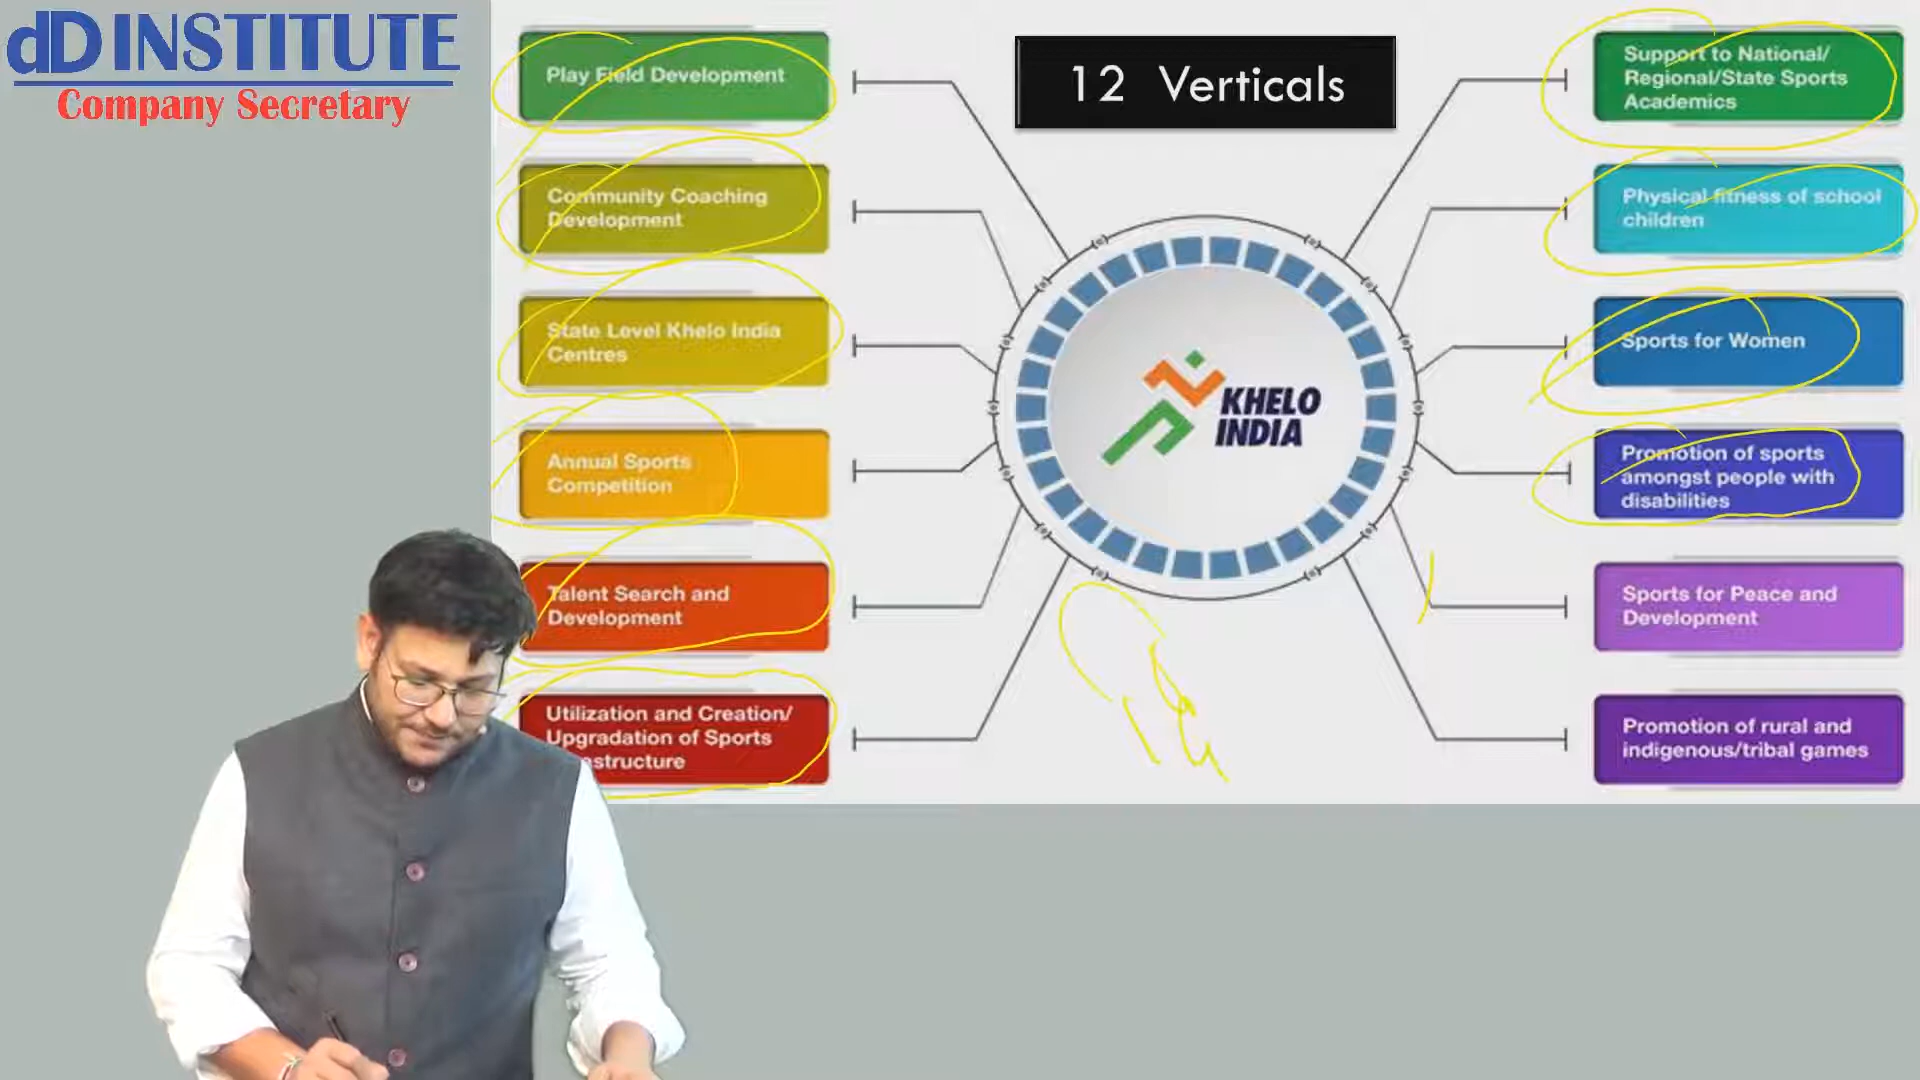 dD INSTITUTE
Company Secretary
12 Verticals
Play Field Development
Community Coaching
Development
State Level Khelo India
Centres
Annual Sports
Competition
Talent Search and
Development
Utilization and Creation/
Upgradation of Sports
astructure
KHELO
INDIA
Support to National/
Regional/State Sports
Academics
Physical fitness of school
children
Sports for Women
Promotion of sports
amongst people with
disabilities
Sports for Peace and
Development
Promotion of rural and
indigenous/tribal games